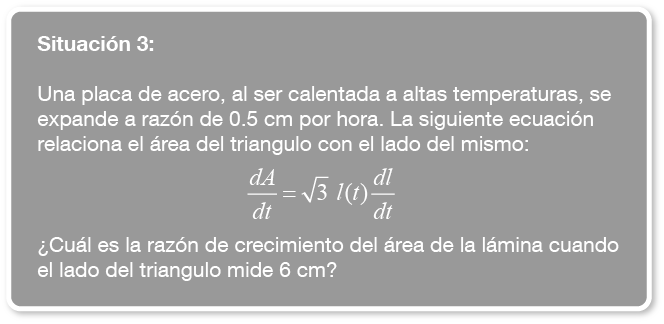 Situación 3:
Una placa de acero, al ser calentada a altas temperaturas, se
expande a razón de 0.5 cm por hora. La siguiente ecuación
relaciona el área del triangulo con el lado del mismo:
dA/dt = √3 l(t) dl/dt
¿Cuál es la razón de crecimiento del área de la lámina cuando
el lado del triangulo mide 6 cm?